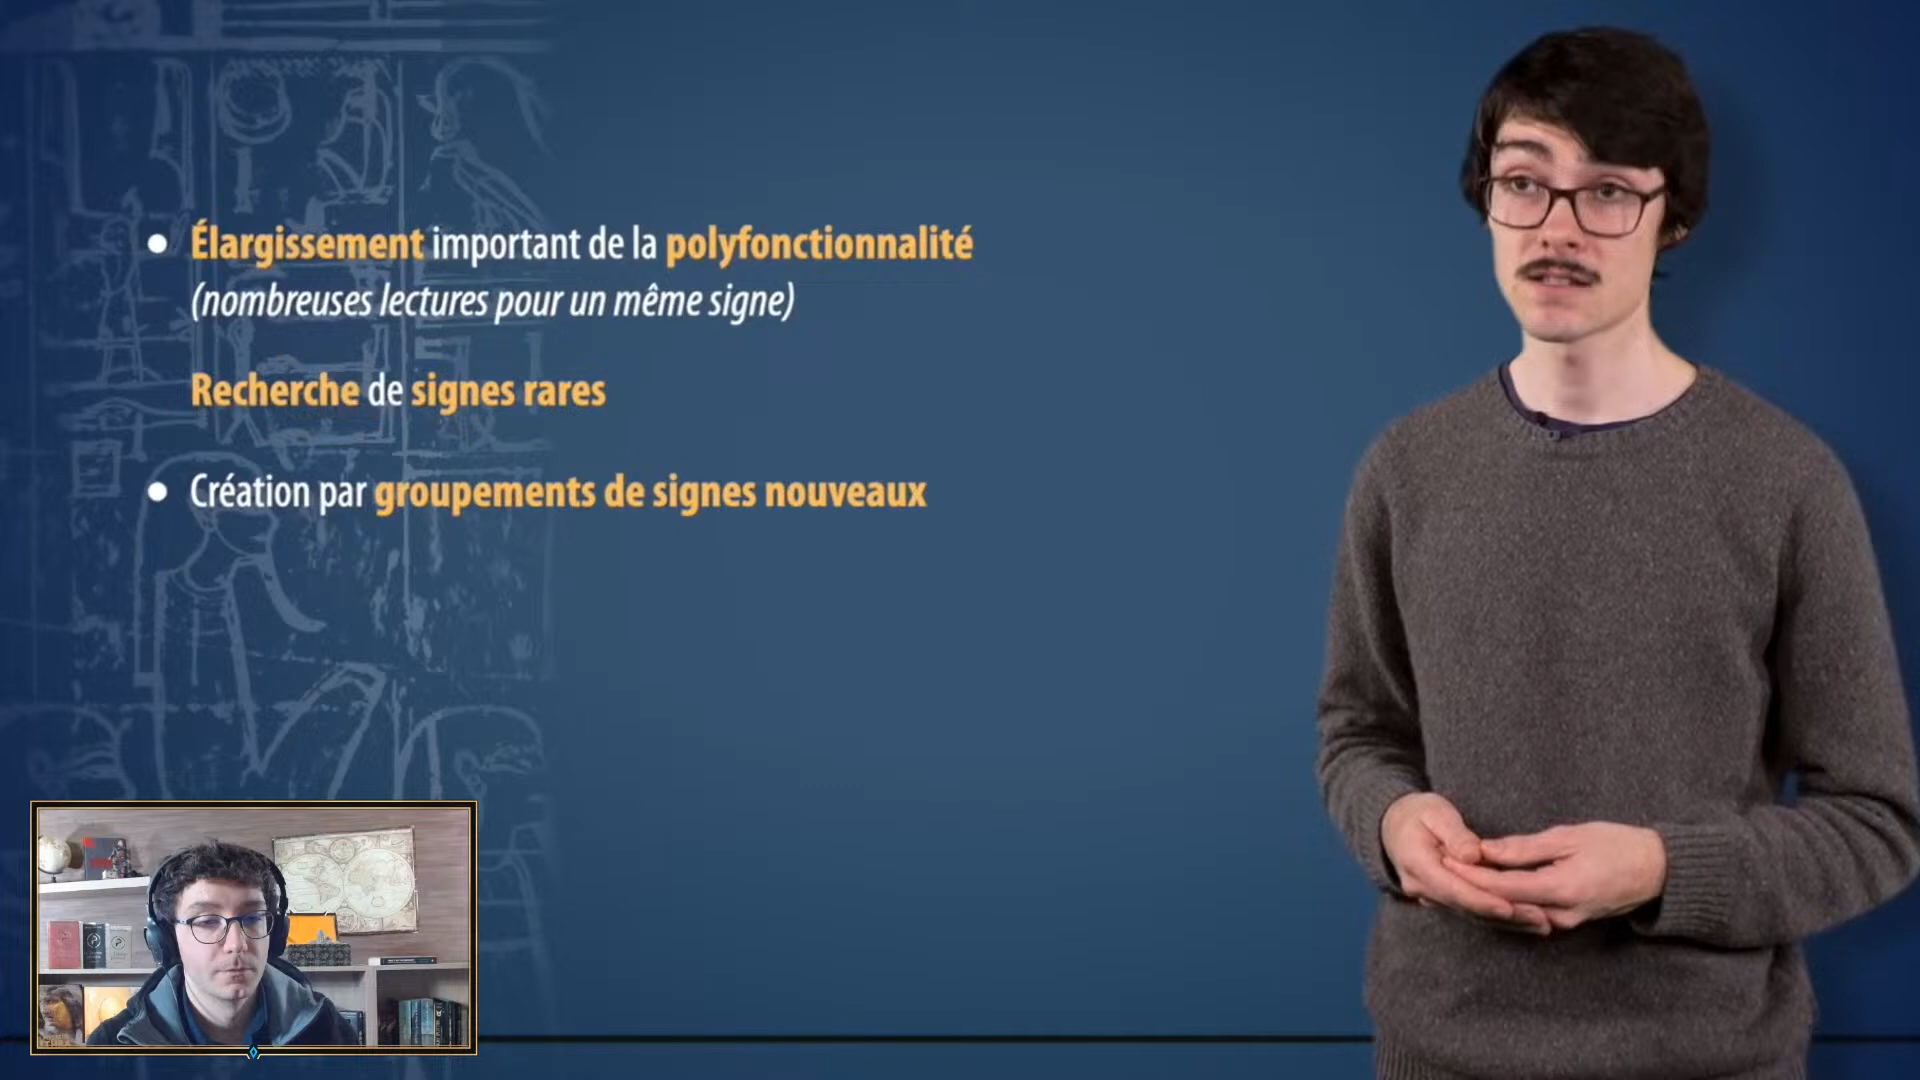 Élargissement important de la polyfonctionnalité
(nombreuses lectures pour un même signe)
Recherche de signes rares
Création par groupements de signes nouveaux